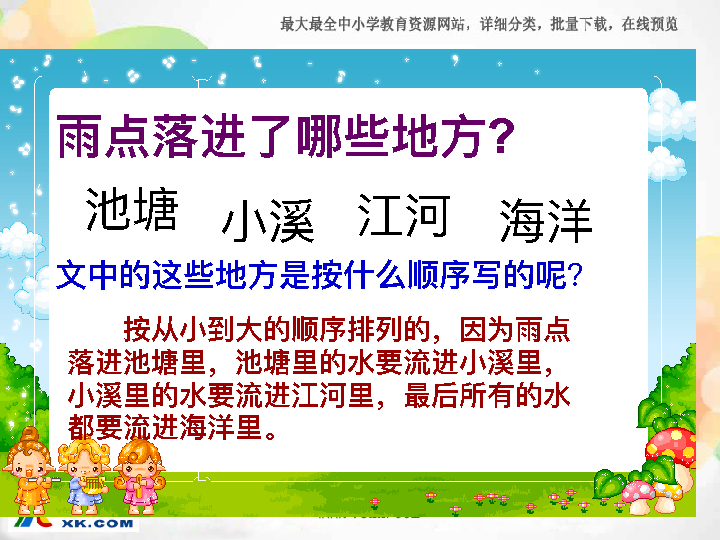 最大最全中小学教育资源网站，详细分类，批量下载，在线预览
雨点落进了哪些地方?
池塘 小溪 江河 海洋
文中的这些地方是按什么顺序写的呢?
按从小到大的顺序排列的，因为雨点
落进池塘里，池塘里的水要流进小溪里，
小溪里的水要流进江河里，最后所有的水
都要流进海洋里。
XK.COM